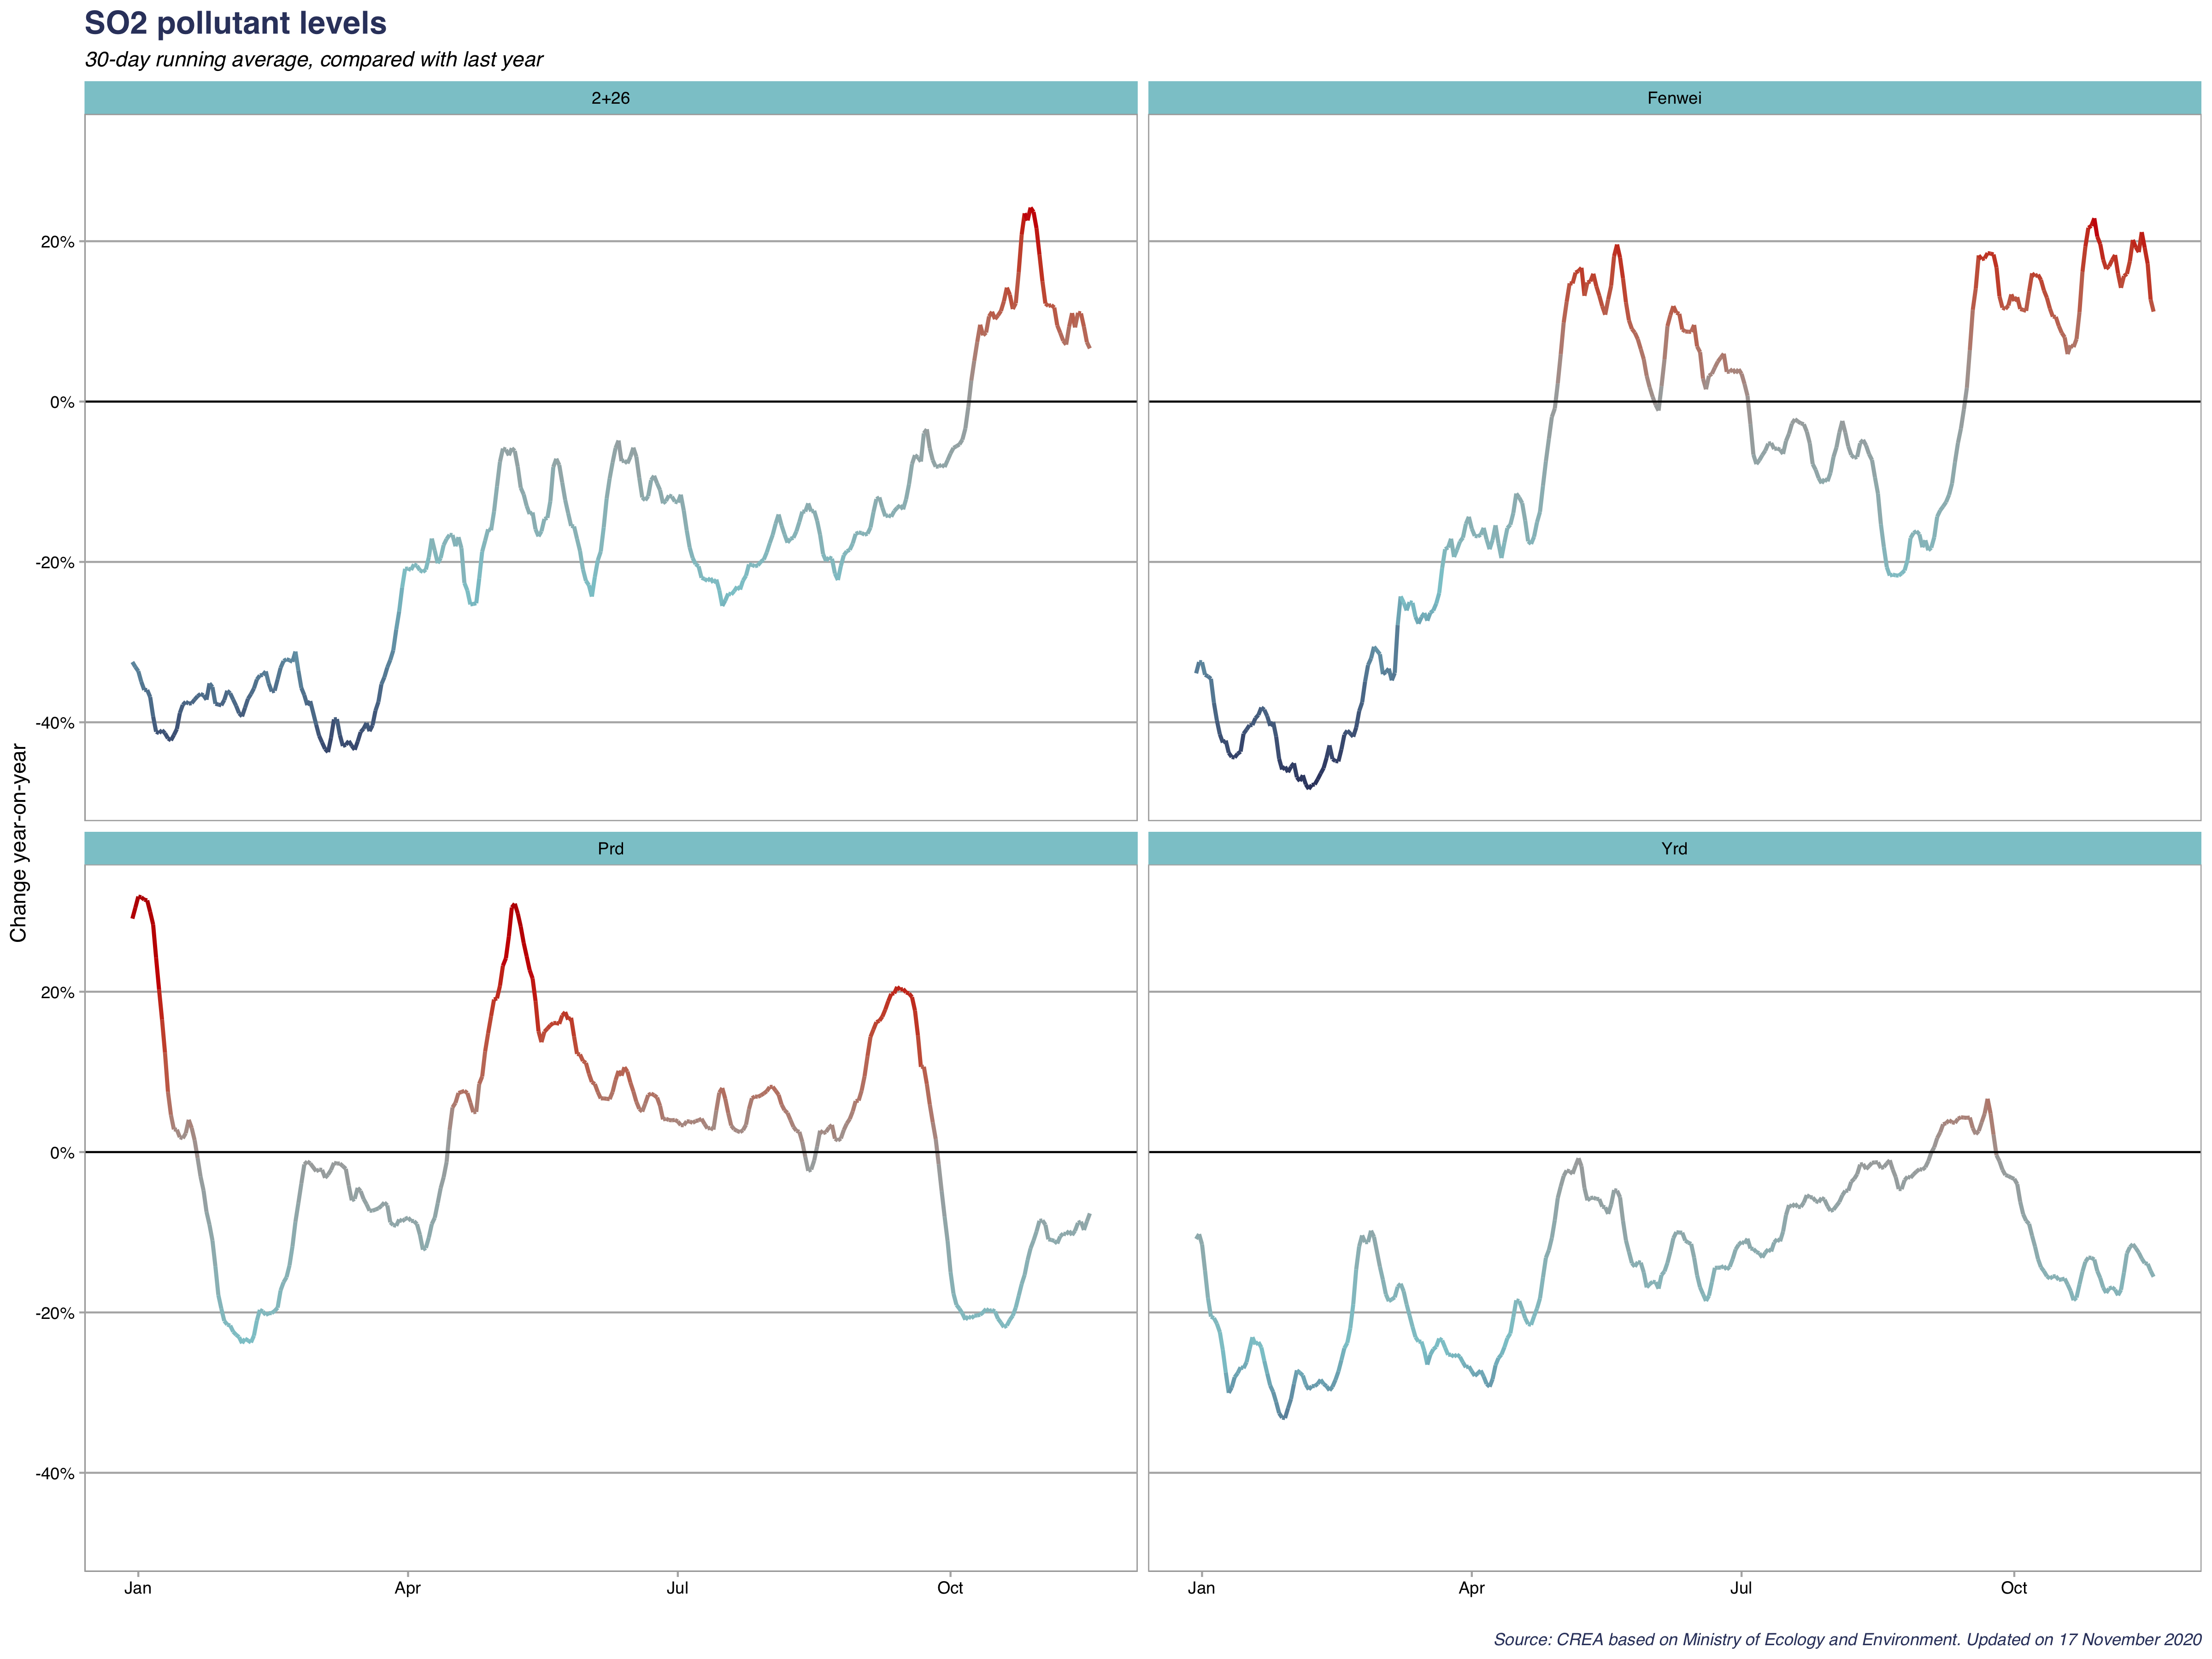 SO2 pollutant levels
30-day running average, compared with last year
2+26
Fenwei
20%
0%
-20%
-40%
Change year-on-year
Prd
Yrd
20%
0%
-20%
-40%
Jan
Apr
Jul
Oct
Jan
Apr
Jul
Oct
Source: CREA based on Ministry of Ecology and Environment. Updated on 17 November 2020